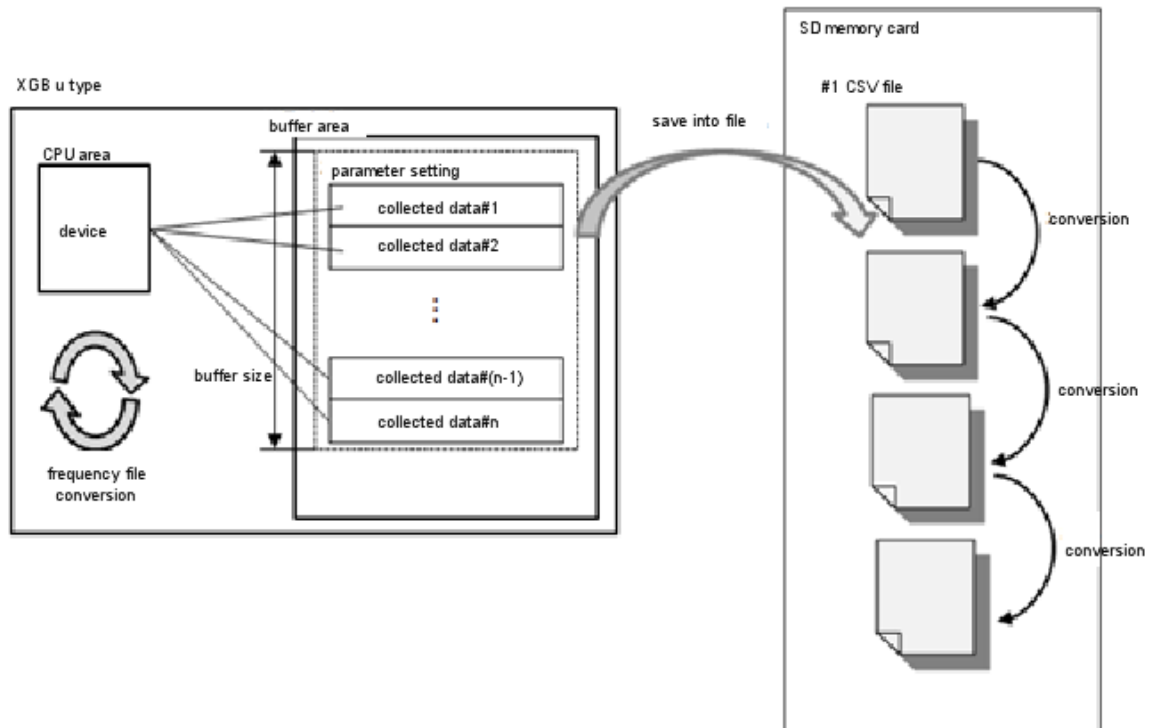 SD memory card
XGB u type
#1 CSV file
buffer area
save into file
CPU area
parameter setting
collected data#1
device
collected data#2
conversion
buffer size
collected data#(n-1)
conversion
collected data#n
frequency file
conversion
conversion